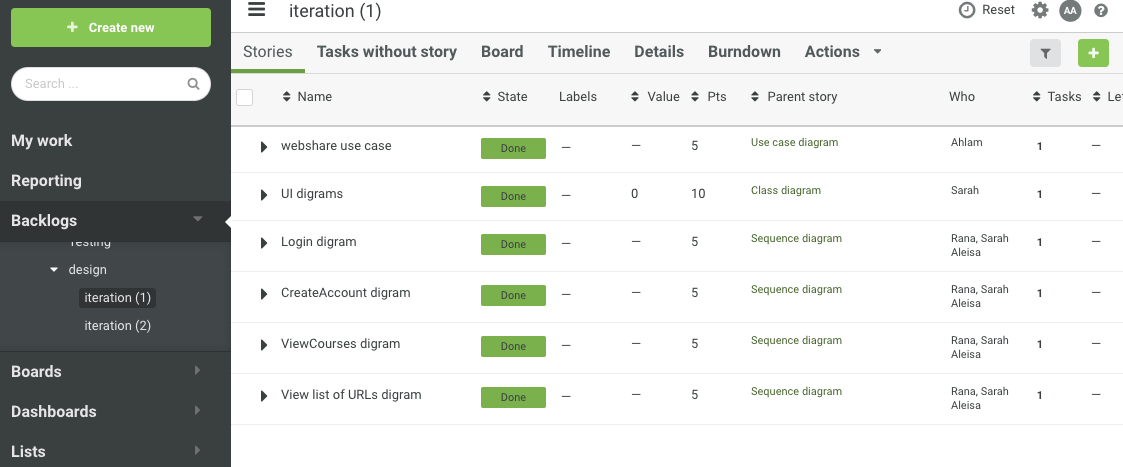 Create new
Search ...
My work
Reporting
Backlogs
Testing
design
iteration (1)
iteration (2)
Boards
Dashboards
Lists
iteration (1)
Reset
AA
?
Stories Tasks without story Board Timeline Details Burndown Actions
Name State Labels Value Pts Parent story Who Tasks Le
webshare use case Done — — 5 Use case diagram Ahlam 1 —
UI digrams Done — 0 10 Class diagram Sarah 1 —
Login digram Done — — 5 Sequence diagram Rana, Sarah 1 —
Aleisa
CreateAccount digram Done — — 5 Sequence diagram Rana, Sarah 1 —
Aleisa
ViewCourses digram Done — — 5 Sequence diagram Rana, Sarah 1 —
Aleisa
View list of URLs digram Done — — 5 Sequence diagram Rana, Sarah 1 —
Aleisa